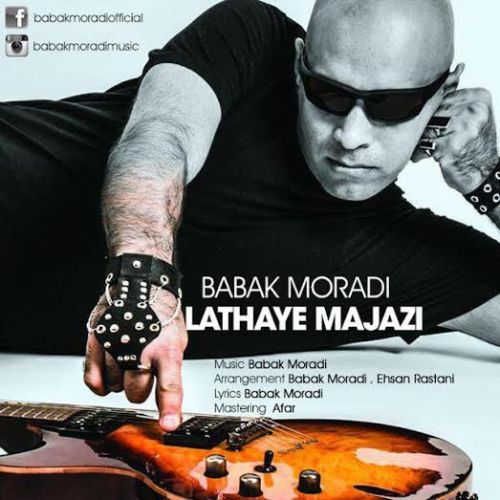 babakmoradiofficial
babakmoradimusic
BABAK MORADI
LATHAYE MAJAZI
Music Babak Moradi
Arrangement Babak Moradi , Ehsan Rastani
Lyrics Babak Moradi
Mastering Afar